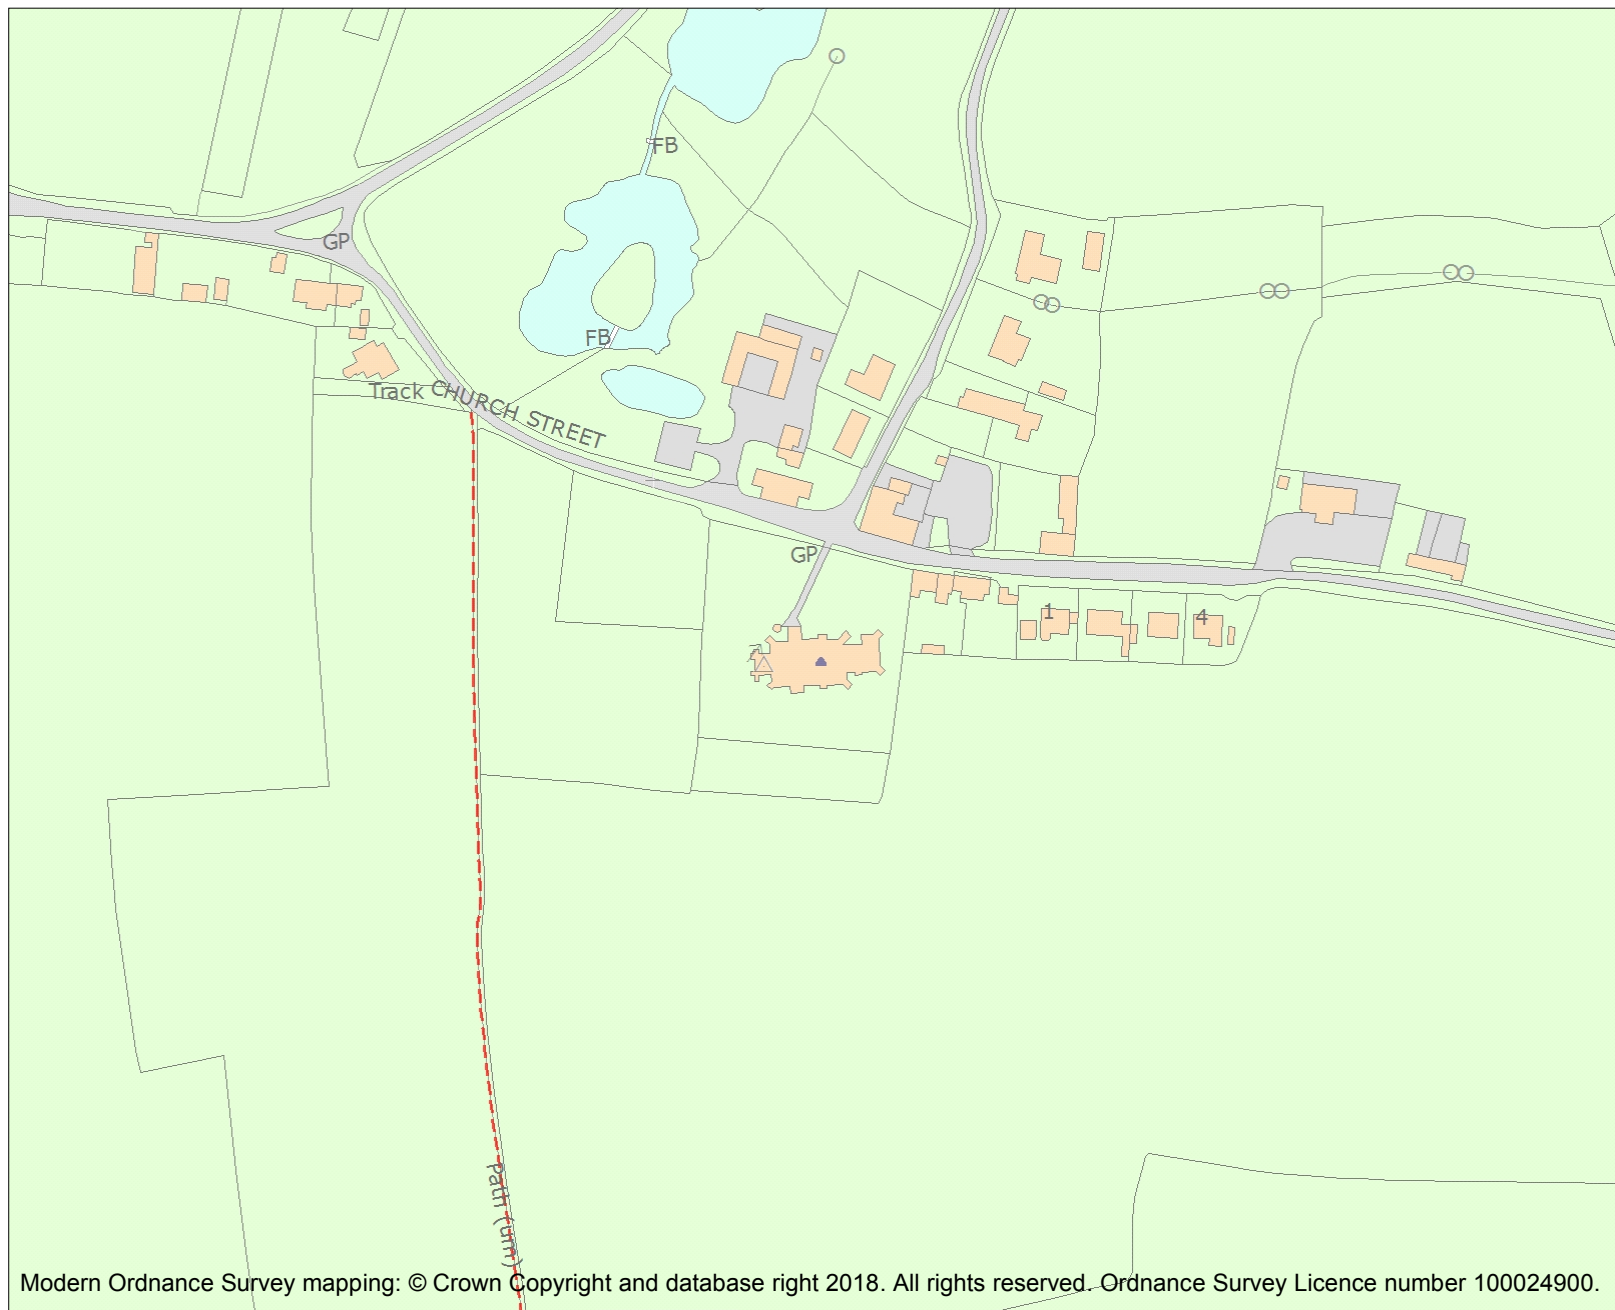 FB
GP
FB
Track
CHURCH STREET
GP
1
4
Path (um)
Modern Ordnance Survey mapping: © Crown Copyright and database right 2018. All rights reserved. Ordnance Survey Licence number 100024900.